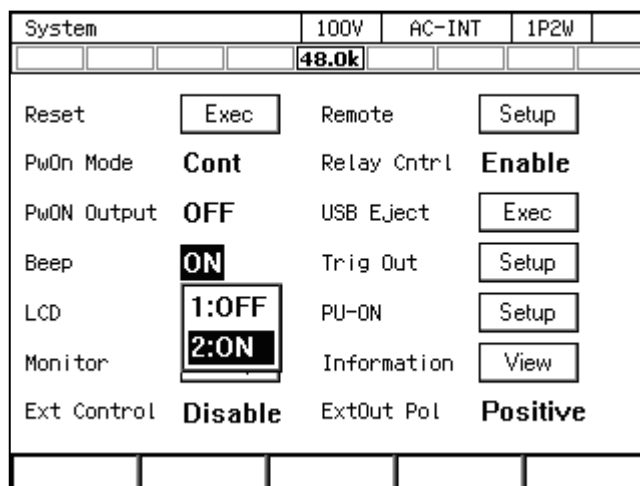 System 100V AC-INT 1P2W
48.0k
Reset Exec Remote Setup
PwOn Mode Cont Relay Cntrl Enable
PwON Output OFF USB Eject Exec
Beep ON Trig Out Setup
LCD 1:OFF PU-ON Setup
Monitor 2:ON Information View
Ext Control Disable ExtOut Pol Positive